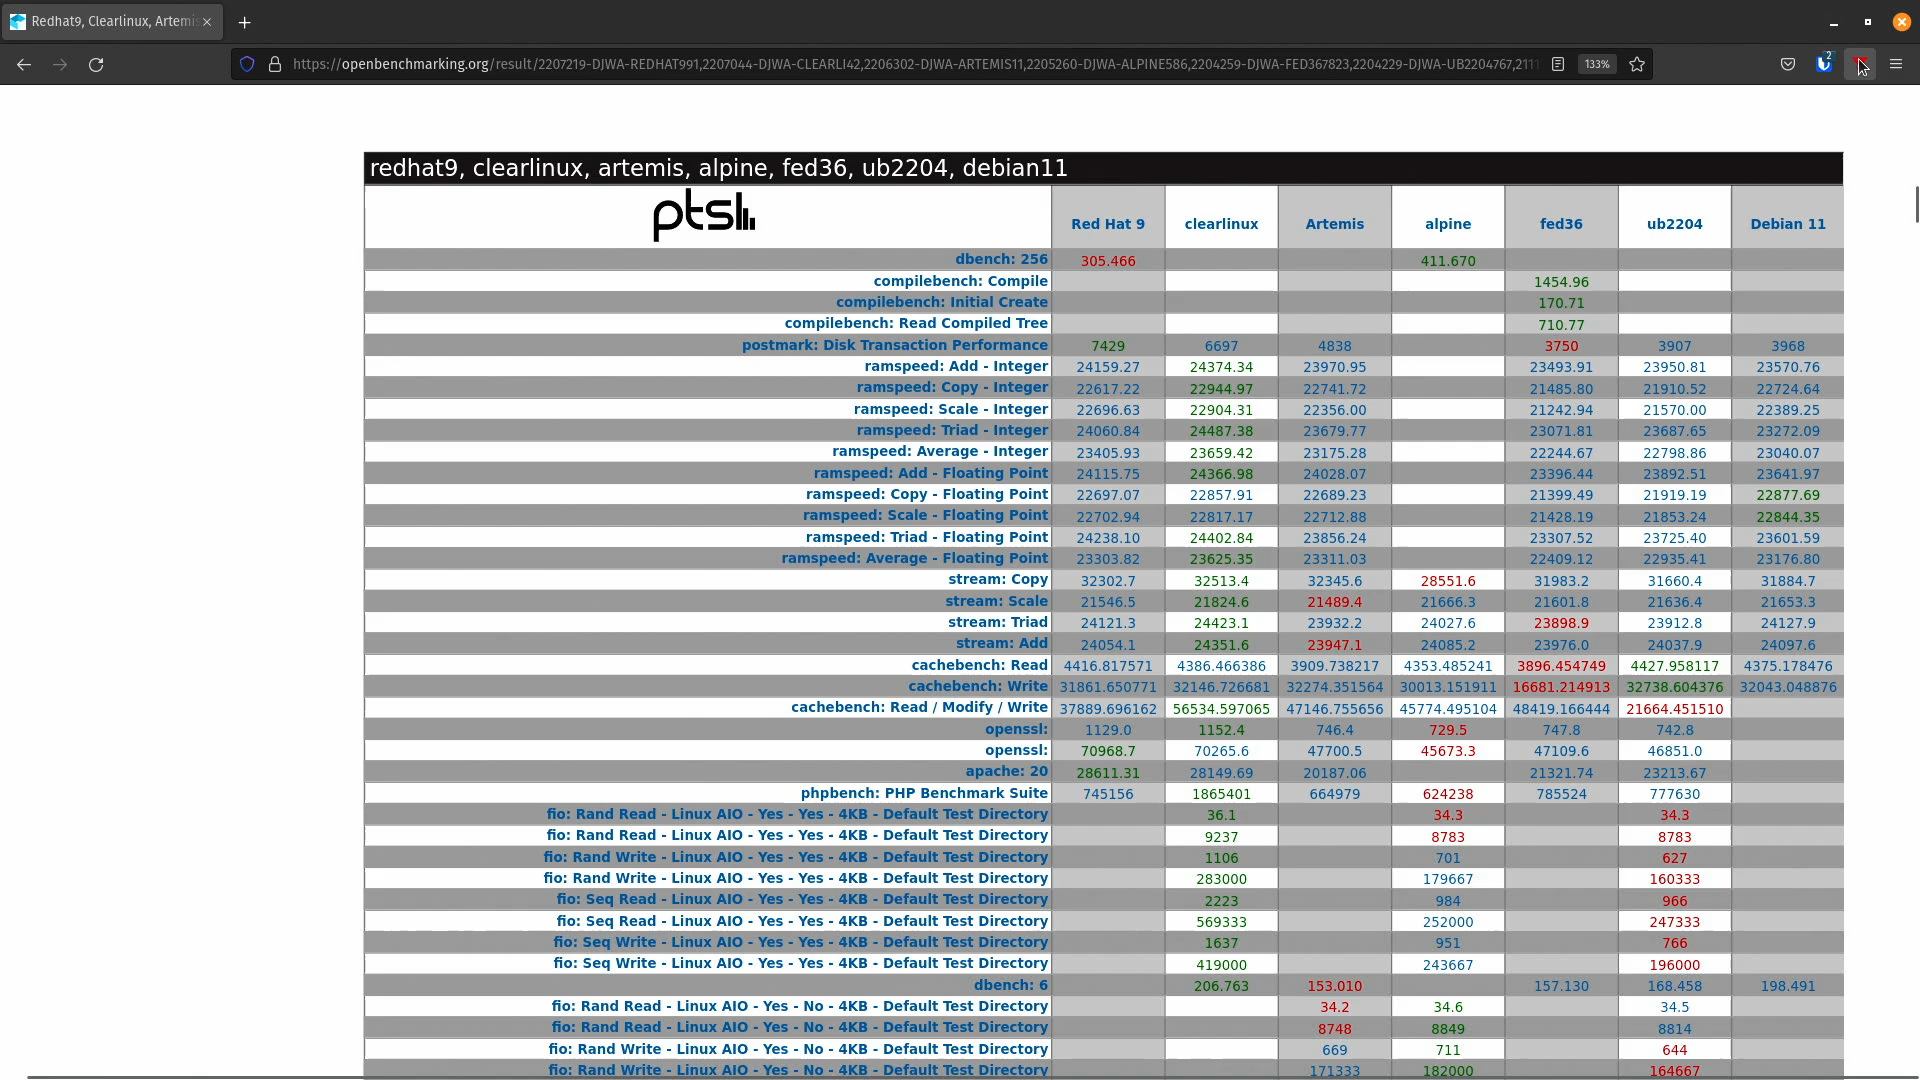 Redhat9, Clearlinux, Artemis
https://openbenchmarking.org/result/2207219-DJWA-REDHAT991,2207044-DJWA-CLEARLI42,2206302-DJWA-ARTEMIS11,2205260-DJWA-ALPINE586,2204259-DJWA-FED367823,2204229-DJWA-UB2204767,2111 133% 2
redhat9, clearlinux, artemis, alpine, fed36, ub2204, debian11
pts
Red Hat 9 clearlinux Artemis alpine fed36 ub2204 Debian 11
dbench: 256 305.466 411.670
compilebench: Compile 1454.96
compilebench: Initial Create 170.71
compilebench: Read Compiled Tree 710.77
postmark: Disk Transaction Performance 7429 6697 4838 3750 3907 3968
ramspeed: Add - Integer 24159.27 24374.34 23970.95 23493.91 23950.81 23570.76
ramspeed: Copy - Integer 22617.22 22944.97 22741.72 21485.80 21910.52 22724.64
ramspeed: Scale - Integer 22696.63 22904.31 22356.00 21242.94 21570.00 22389.25
ramspeed: Triad - Integer 24060.84 24487.38 23679.77 23071.81 23687.65 23272.09
ramspeed: Average - Integer 23405.93 23659.42 23175.28 22244.67 22798.86 23040.07
ramspeed: Add - Floating Point 24115.75 24366.98 24028.07 23396.44 23892.51 23641.97
ramspeed: Copy - Floating Point 22697.07 22857.91 22689.23 21399.49 21919.19 22877.69
ramspeed: Scale - Floating Point 22702.94 22817.17 22712.88 21428.19 21853.24 22844.35
ramspeed: Triad - Floating Point 24238.10 24402.84 23856.24 23307.52 23725.40 23601.59
ramspeed: Average - Floating Point 23303.82 23625.35 23311.03 22409.12 22935.41 23176.80
stream: Copy 32302.7 32513.4 32345.6 28551.6 31983.2 31660.4 31884.7
stream: Scale 21546.5 21824.6 21489.4 21666.3 21601.8 21636.4 21653.3
stream: Triad 24121.3 24423.1 23932.2 24027.6 23898.9 23912.8 24127.9
stream: Add 24054.1 24351.6 23947.1 24085.2 23976.0 24037.9 24097.6
cachebench: Read 4416.817571 4386.466386 3909.738217 4353.485241 3896.454749 4427.958117 4375.178476
cachebench: Write 31861.650771 32146.726681 32274.351564 30013.151911 16681.214913 32738.604376 32043.048876
cachebench: Read / Modify / Write 37889.696162 56534.597065 47146.755656 45774.495104 48419.166444 21664.451510
openssl: 1129.0 1152.4 746.4 729.5 747.8 742.8
openssl: 70968.7 70265.6 47700.5 45673.3 47109.6 46851.0
apache: 20 28611.31 28149.69 20187.06 21321.74 23213.67
phpbench: PHP Benchmark Suite 745156 1865401 664979 624238 785524 777630
fio: Rand Read - Linux AIO - Yes - Yes - 4KB - Default Test Directory 36.1 34.3 34.3
fio: Rand Read - Linux AIO - Yes - Yes - 4KB - Default Test Directory 9237 8783 8783
fio: Rand Write - Linux AIO - Yes - Yes - 4KB - Default Test Directory 1106 701 627
fio: Rand Write - Linux AIO - Yes - Yes - 4KB - Default Test Directory 283000 179667 160333
fio: Seq Read - Linux AIO - Yes - Yes - 4KB - Default Test Directory 2223 984 966
fio: Seq Read - Linux AIO - Yes - Yes - 4KB - Default Test Directory 569333 252000 247333
fio: Seq Write - Linux AIO - Yes - Yes - 4KB - Default Test Directory 1637 951 766
fio: Seq Write - Linux AIO - Yes - Yes - 4KB - Default Test Directory 419000 243667 196000
dbench: 6 206.763 153.010 157.130 168.458 198.491
fio: Rand Read - Linux AIO - Yes - No - 4KB - Default Test Directory 34.2 34.6 34.5
fio: Rand Read - Linux AIO - Yes - No - 4KB - Default Test Directory 8748 8849 8814
fio: Rand Write - Linux AIO - Yes - No - 4KB - Default Test Directory 669 711 644
fio: Rand Write - Linux AIO - Yes - No - 4KB - Default Test Directory 171333 182000 164667